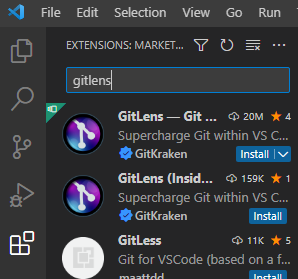 File Edit Selection View Go Run
EXTENSIONS: MARKET...
gitlens
GitLens — Git ... 20M 4
Supercharge Git within VS C...
GitKraken Install
GitLens (Insid... 159K 1
Supercharge Git within VS C...
GitKraken Install
GitLess 11K 5
Git for VSCode (based on a f...
maattdd